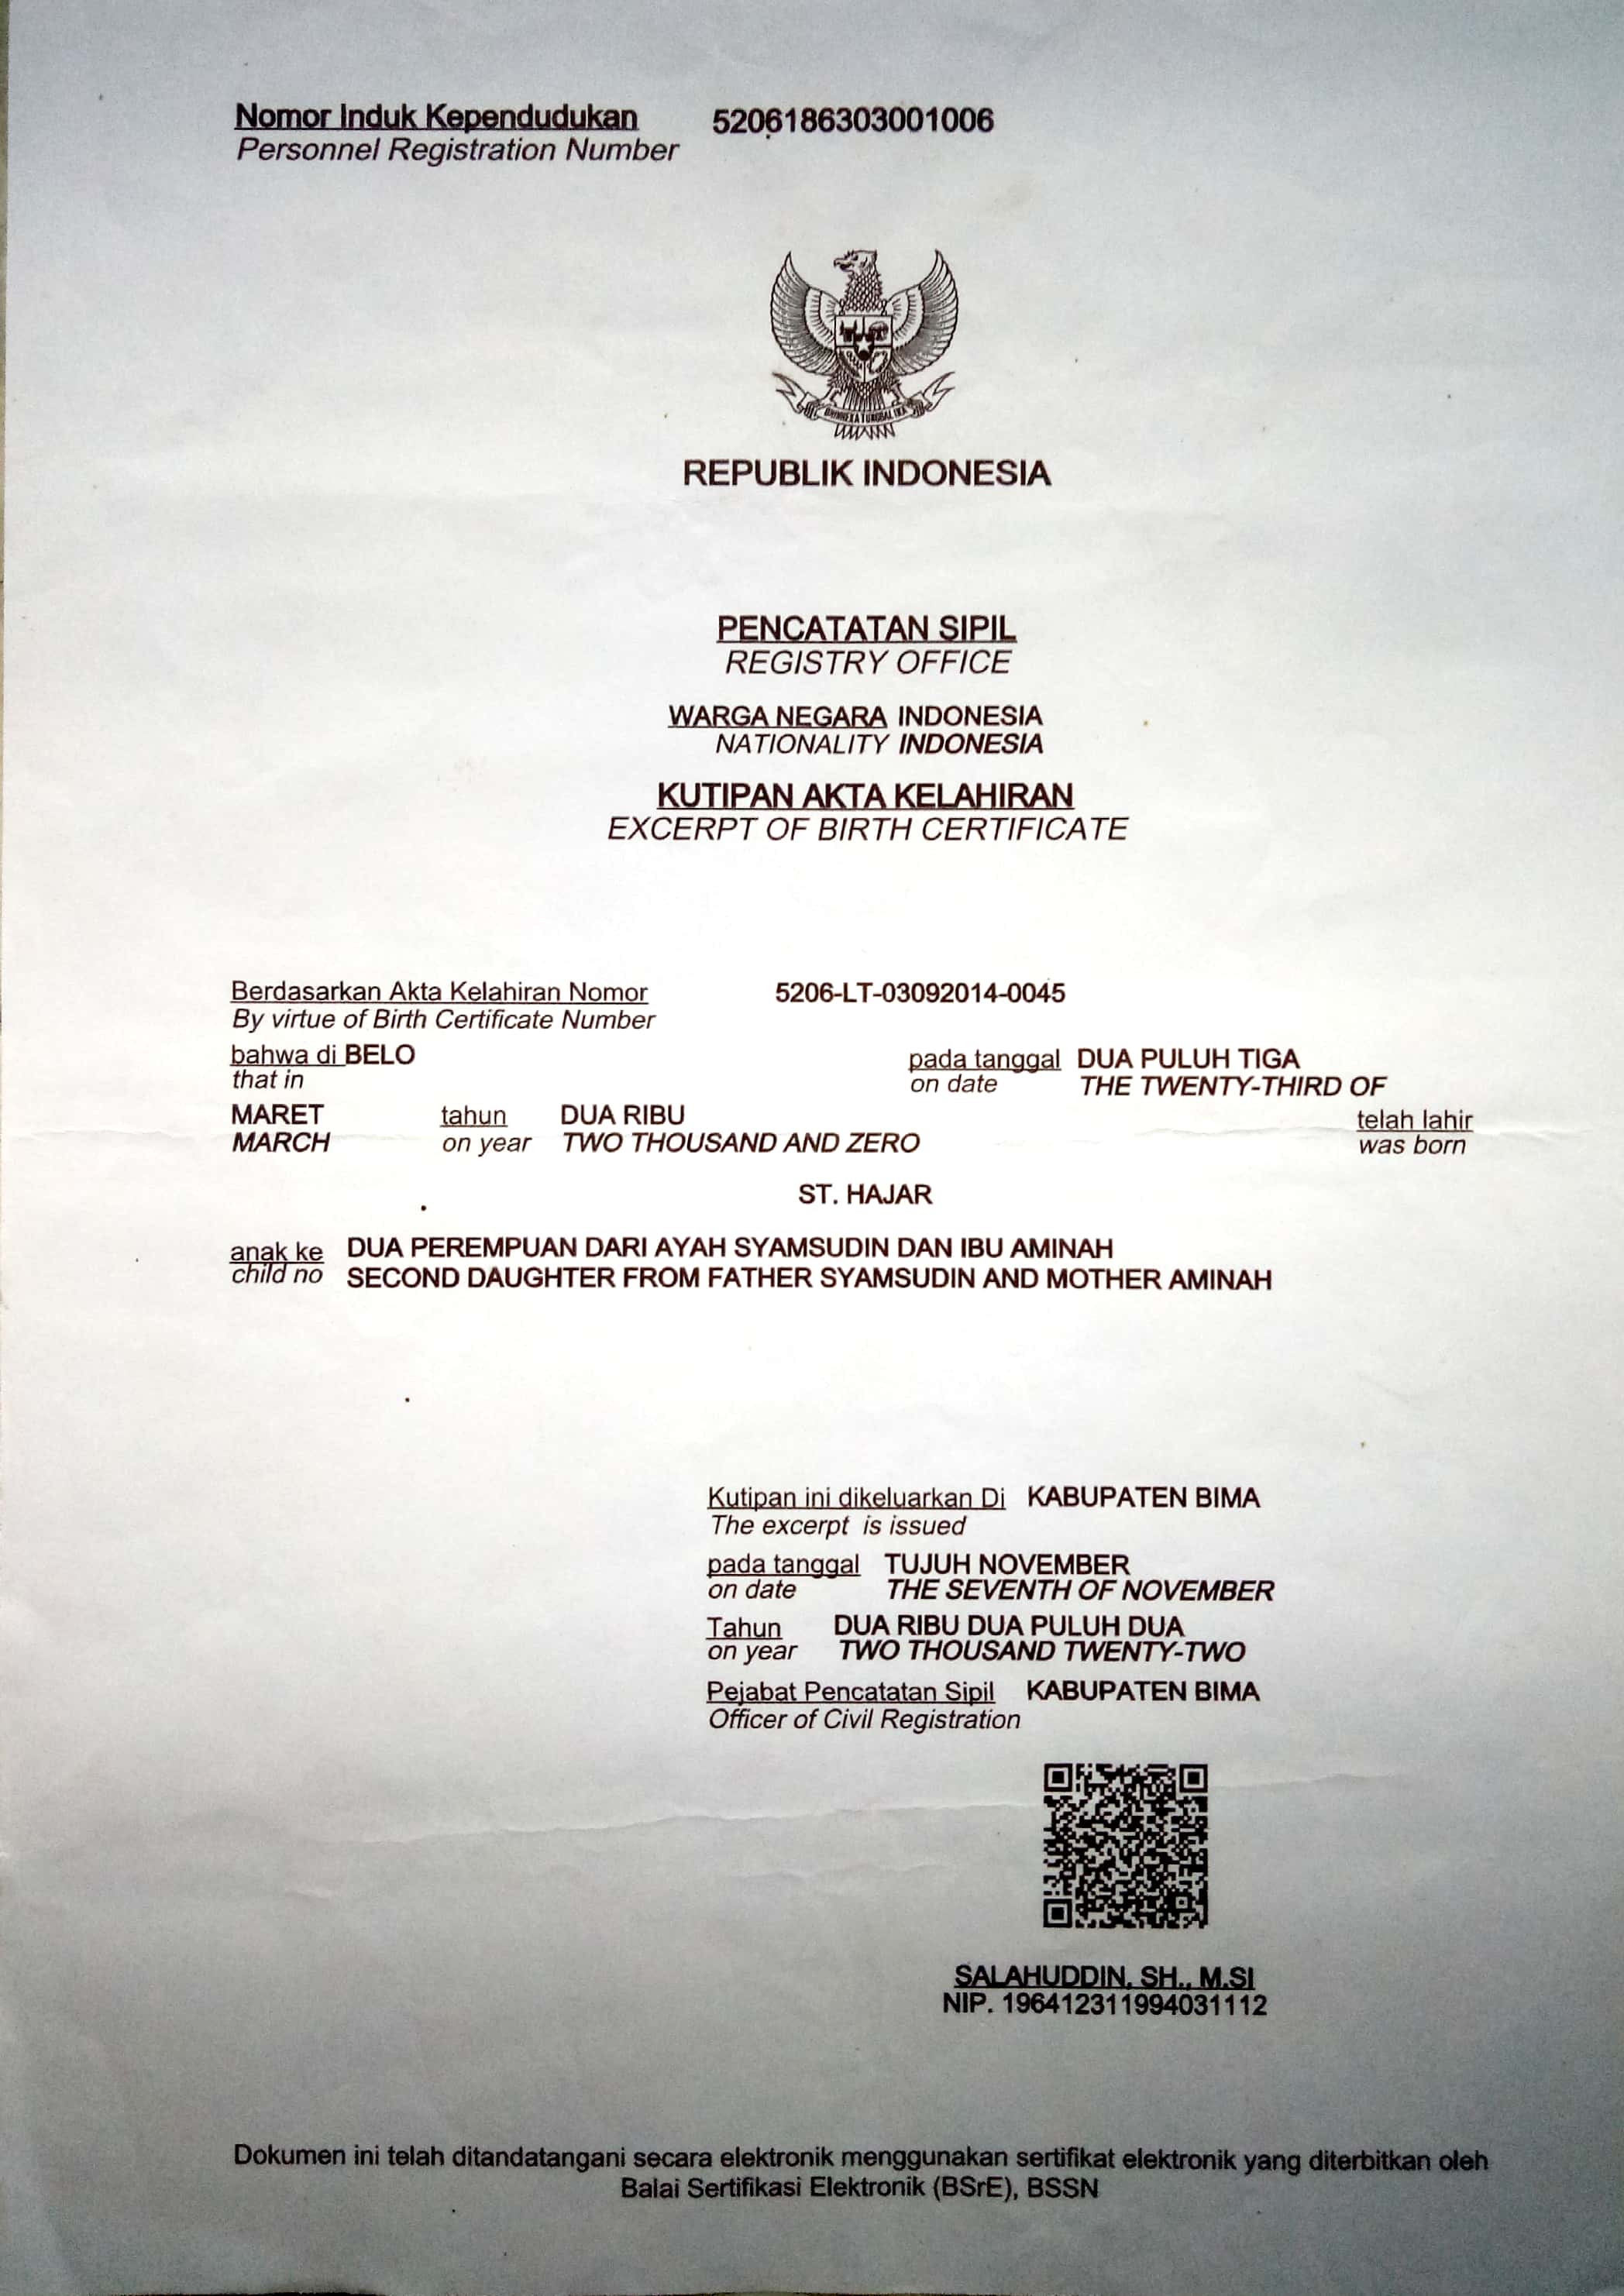 Nomor Induk Kependudukan 5206186303001006
Personnel Registration Number
BHINNEKA TUNGGAL IKA
REPUBLIK INDONESIA
PENCATATAN SIPIL
REGISTRY OFFICE
WARGA NEGARA INDONESIA
NATIONALITY INDONESIA
KUTIPAN AKTA KELAHIRAN
EXCERPT OF BIRTH CERTIFICATE
Berdasarkan Akta Kelahiran Nomor 5206-LT-03092014-0045
By virtue of Birth Certificate Number
bahwa di BELO pada tanggal DUA PULUH TIGA
that in on date THE TWENTY-THIRD OF
MARET tahun DUA RIBU telah lahir
MARCH on year TWO THOUSAND AND ZERO was born
ST. HAJAR
anak ke DUA PEREMPUAN DARI AYAH SYAMSUDIN DAN IBU AMINAH
child no SECOND DAUGHTER FROM FATHER SYAMSUDIN AND MOTHER AMINAH
Kutipan ini dikeluarkan Di KABUPATEN BIMA
The excerpt is issued
pada tanggal TUJUH NOVEMBER
on date THE SEVENTH OF NOVEMBER
Tahun DUA RIBU DUA PULUH DUA
on year TWO THOUSAND TWENTY-TWO
Pejabat Pencatatan Sipil KABUPATEN BIMA
Officer of Civil Registration
SALAHUDDIN, SH., M.SI
NIP. 196412311994031112
Dokumen ini telah ditandatangani secara elektronik menggunakan sertifikat elektronik yang diterbitkan oleh
Balai Sertifikasi Elektronik (BSrE), BSSN